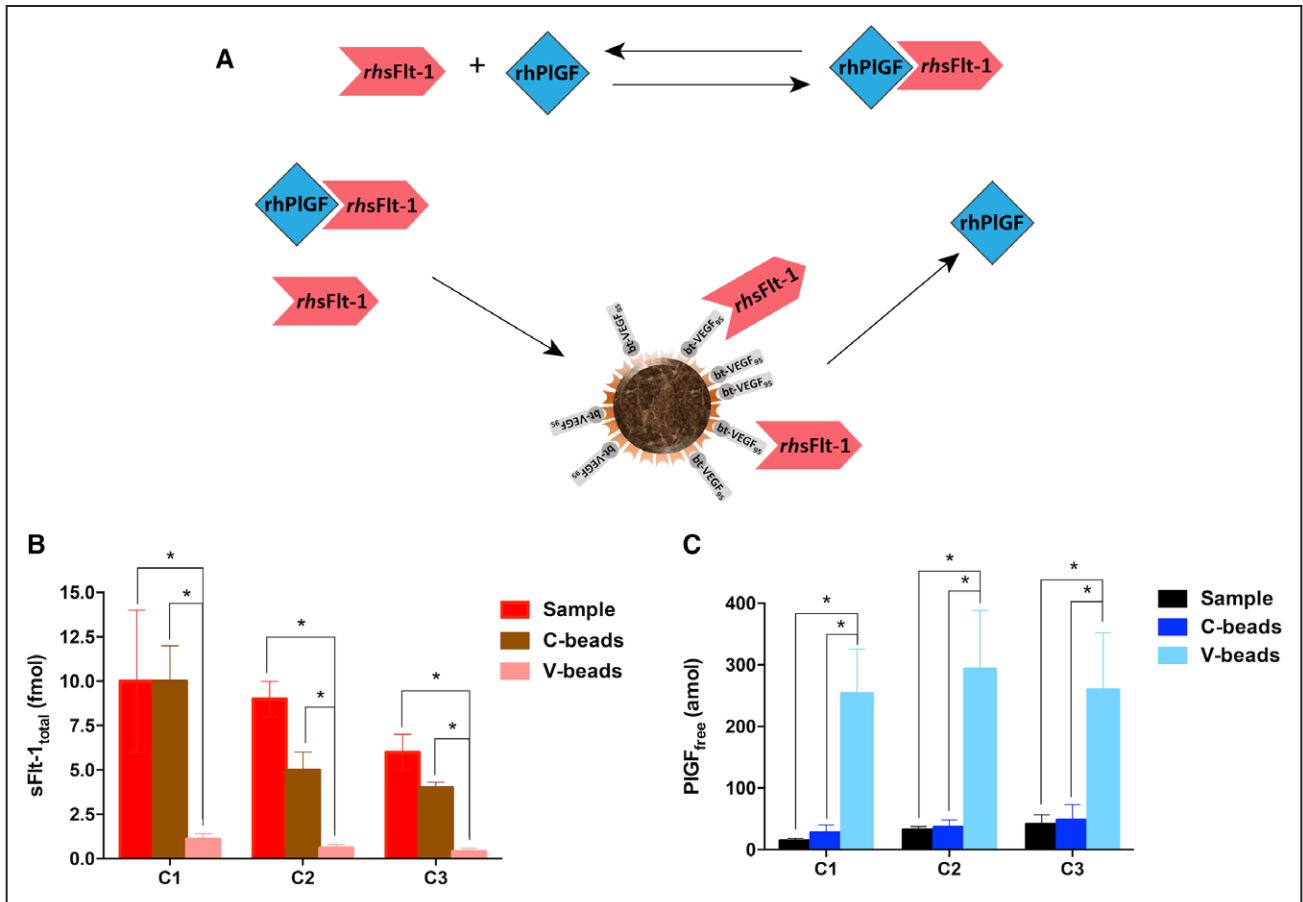 A
rhsFlt-1 + rhPlGF rhPlGF rhsFlt-1
rhPlGF rhsFlt-1
rhsFlt-1
rhPlGF
rhsFlt-1
bt-VEGF95
bt-VEGF95
bt-VEGF95
bt-VEGF95
bt-VEGF95
bt-VEGF95
bt-VEGF95
bt-VEGF95
rhsFlt-1
B
sFlt-1total (fmol)
15.0
12.5
10.0
7.5
5.0
2.5
0.0
* * * * * *
C1 C2 C3
Sample
C-beads
V-beads
C
PlGFfree (amol)
400
300
200
100
0
* * * * * *
C1 C2 C3
Sample
C-beads
V-beads